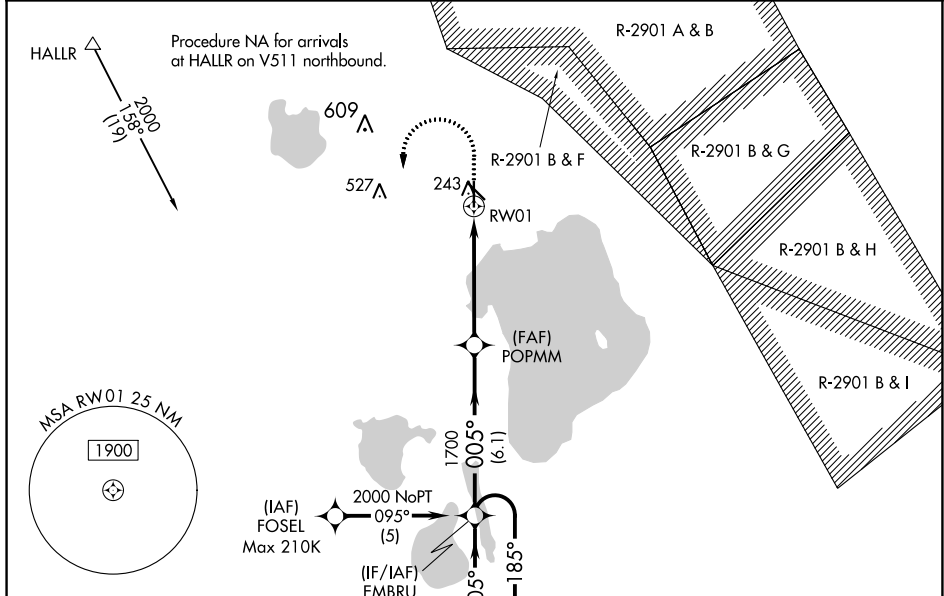 HALLR
Procedure NA for arrivals
at HALLR on V511 northbound.
R-2901 A & B
2000
158°
(19)
609
R-2901 B & F
R-2901 B & G
527
243
RW01
R-2901 B & H
(FAF)
POPMM
R-2901 B & I
MSA RW01 25 NM
1900
1700
005°
(6.1)
(IAF)
FOSEL
Max 210K
2000 NoPT
095°
(5)
(IF/IAF)
EMBRU
185°